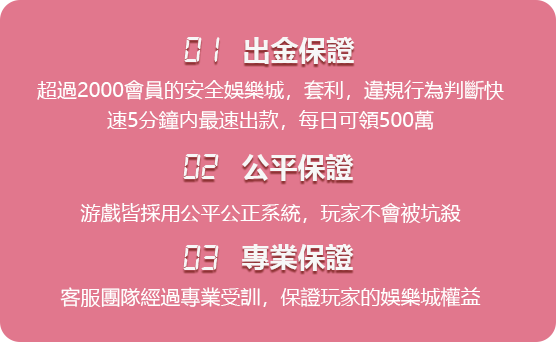 01 出金保證
超過2000會員的安全娛樂城，套利，違規行為判斷快
速5分鐘内最速出款，每日可領500萬
02 公平保證
游戲皆採用公平公正系統，玩家不會被坑殺
03 專業保證
客服團隊經過專業受訓，保證玩家的娛樂城權益